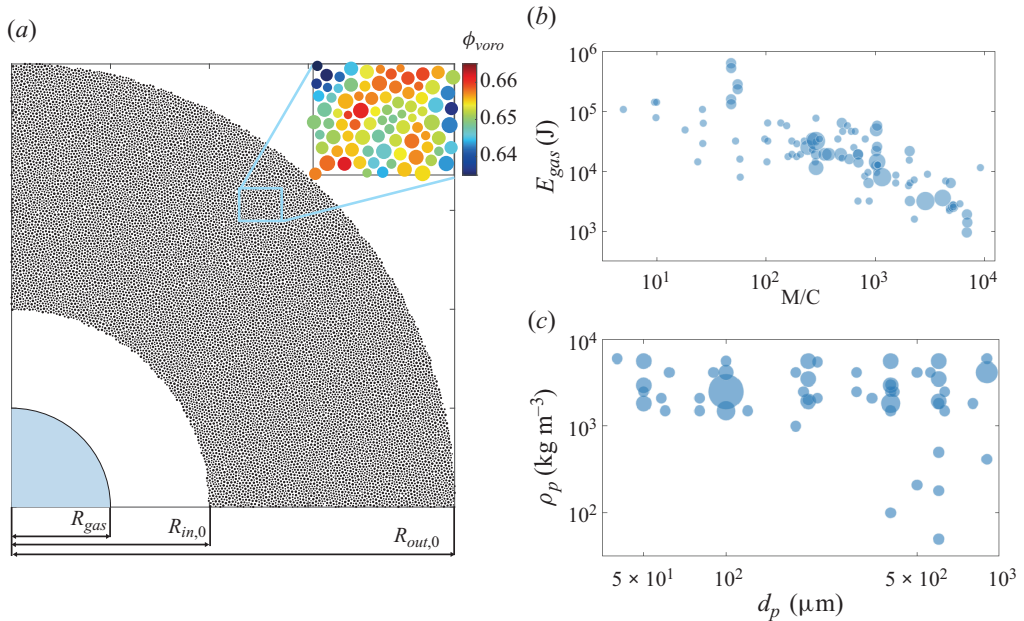 (a)
ϕvoro
0.66
0.65
0.64
Rgas
Rin,0
Rout,0
(b)
Egas (J)
10^6
10^5
10^4
10^3
10^1
10^2
10^3
10^4
M/C
(c)
ρp (kg m−3)
10^4
10^3
10^2
5 × 10^1
10^2
5 × 10^2
10^3
dp (μm)